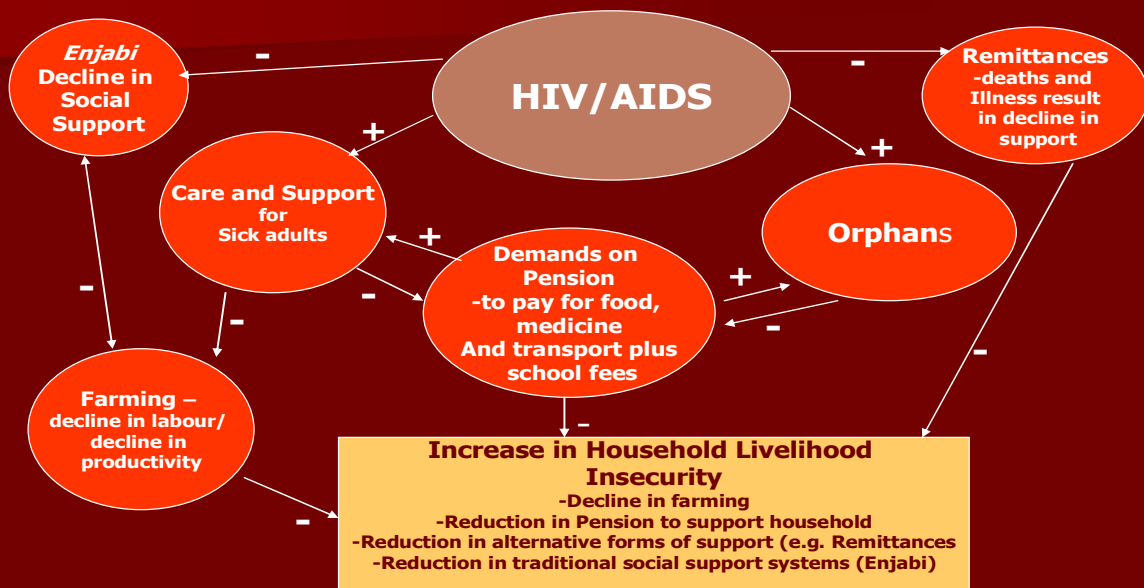 Enjabi
Decline in
Social
Support
-
HIV/AIDS
-
Remittances
-deaths and
Illness result
in decline in
support
+
Care and Support
for
Sick adults
+
Orphans
+
-
Demands on
Pension
-to pay for food,
medicine
And transport plus
school fees
+
-
-
-
-
Farming –
decline in labour/
decline in
productivity
-
-
Increase in Household Livelihood
Insecurity
-Decline in farming
-Reduction in Pension to support household
-Reduction in alternative forms of support (e.g. Remittances
-Reduction in traditional social support systems (Enjabi)